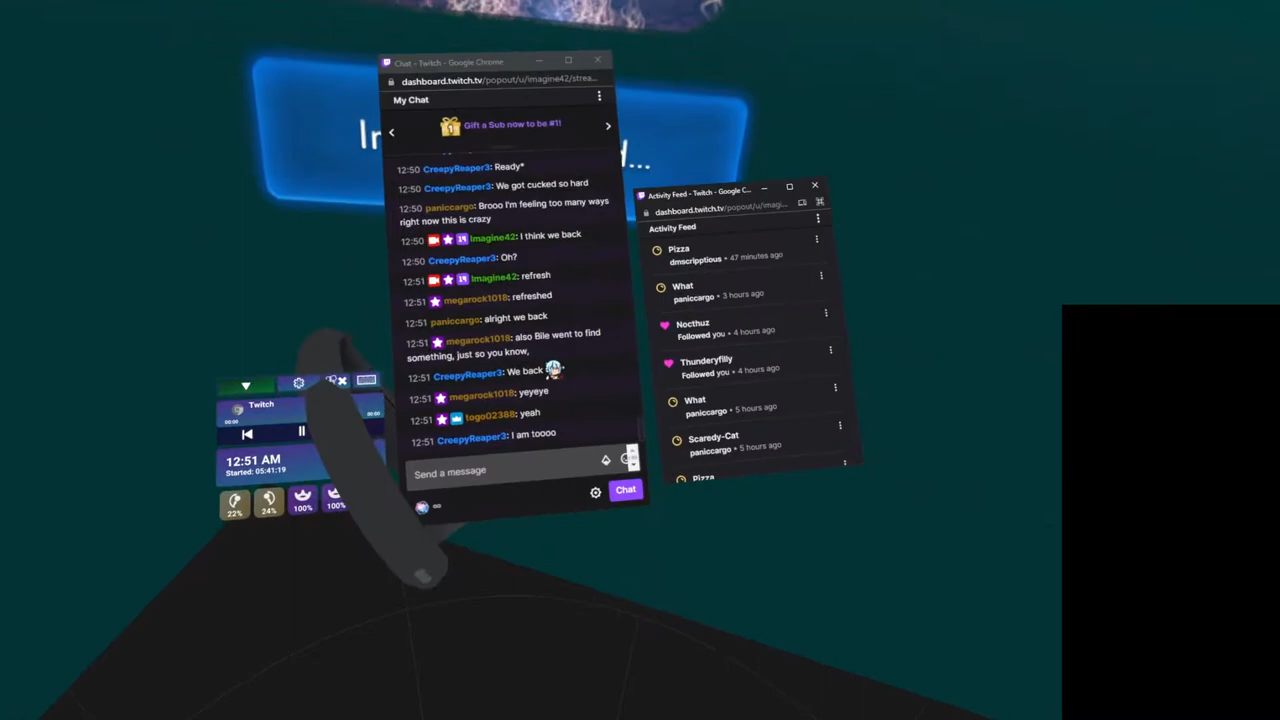 Chat - Twitch - Google Chrome
dashboard.twitch.tv/popout/u/imagine42/strea...
My Chat
1
Gift a Sub now to be #1!
12:50 CreepyReaper3: Ready*
12:50 CreepyReaper3: We got cucked so hard
12:50 paniccargo: Brooo I'm feeling too many ways
right now this is crazy
12:50 Imagine42: I think we back
12:50 CreepyReaper3: Oh?
12:51 Imagine42: refresh
12:51 megarock1018: refreshed
12:51 paniccargo: alright we back
12:51 megarock1018: also Bile went to find
something, just so you know,
12:51 CreepyReaper3: We back
12:51 megarock1018: yeyeye
12:51 togo02388: yeah
12:51 CreepyReaper3: I am toooo
Send a message
Chat
Activity Feed - Twitch - Google C...
dashboard.twitch.tv/popout/u/imagi...
Activity Feed
Pizza
dmscriptious • 47 minutes ago
What
paniccargo • 3 hours ago
Nocthuz
Followed you • 4 hours ago
Thunderyfilly
Followed you • 4 hours ago
What
paniccargo • 5 hours ago
Scaredy-Cat
paniccargo • 5 hours ago
Pizza
Twitch
00:00
00:00
12:51 AM
Started: 05:41:19
22%
24%
100%
100%